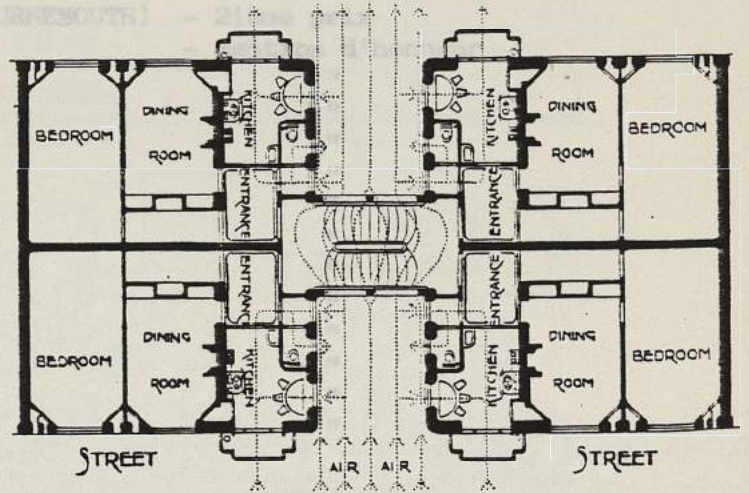 URNEMOUTH) -
BEDROOM
DINING
ROOM
KITCHEN
ENTRANCE
KITCHEN
ENTRANCE
DINING
ROOM
BEDROOM
BEDROOM
DINING
ROOM
KITCHEN
ENTRANCE
KITCHEN
ENTRANCE
DINING
ROOM
BEDROOM
STREET
AIR AIR
STREET